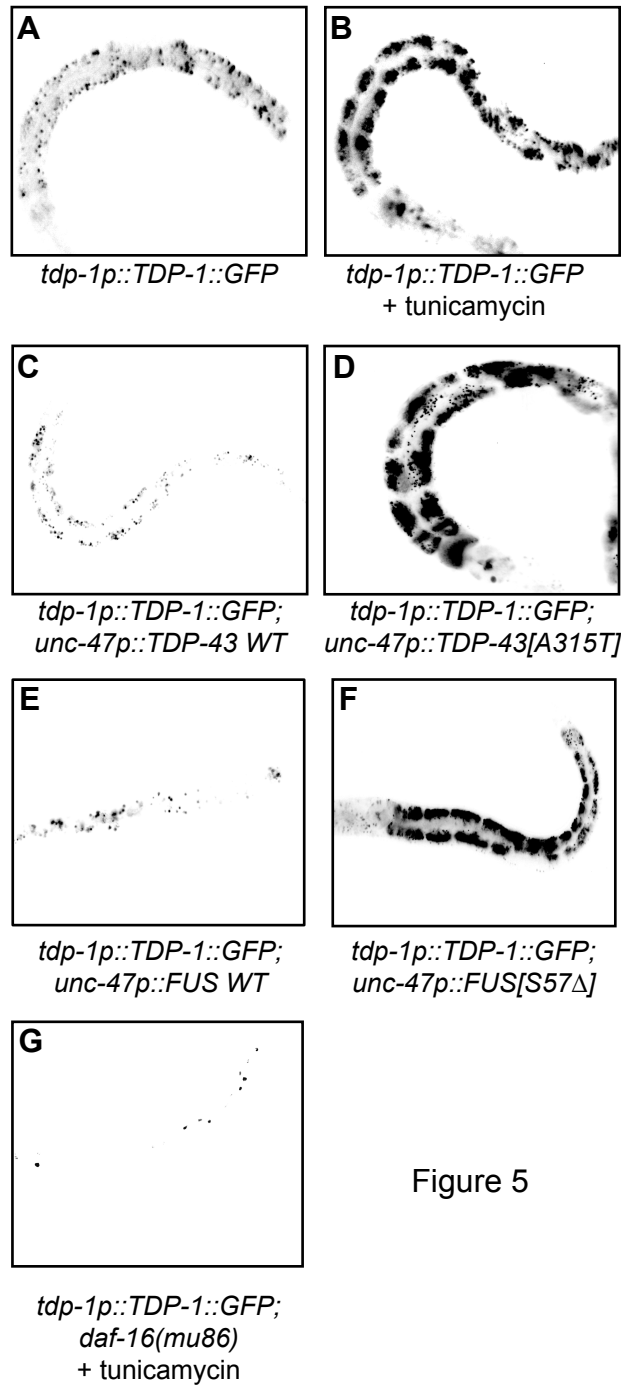 A
B
tdp-1p::TDP-1::GFP
tdp-1p::TDP-1::GFP
+ tunicamycin
C
D
tdp-1p::TDP-1::GFP;
unc-47p::TDP-43 WT
tdp-1p::TDP-1::GFP;
unc-47p::TDP-43[A315T]
E
F
tdp-1p::TDP-1::GFP;
unc-47p::FUS WT
tdp-1p::TDP-1::GFP;
unc-47p::FUS[S57Δ]
G
Figure 5
tdp-1p::TDP-1::GFP;
daf-16(mu86)
+ tunicamycin